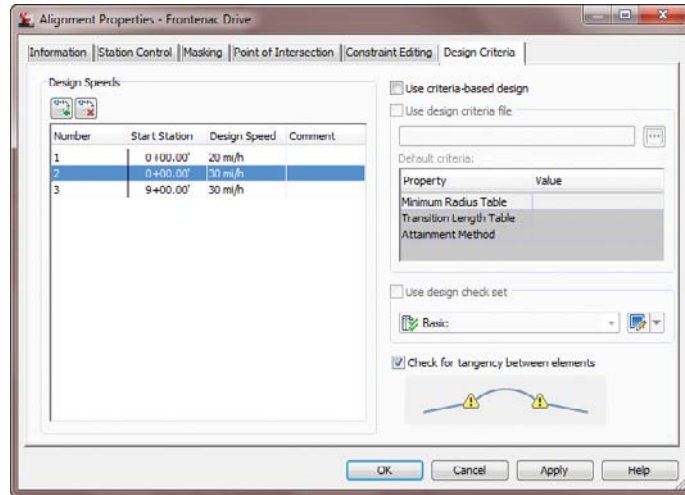 Alignment Properties - Frontenac Drive
Information Station Control Masking Point of Intersection Constraint Editing Design Criteria
Design Speeds
Number Start Station Design Speed Comment
1 0+00.00' 20 mi/h
2 0+00.00' 30 mi/h
3 9+00.00' 30 mi/h
Use criteria-based design
Use design criteria file
...
Default criteria:
Property Value
Minimum Radius Table
Transition Length Table
Attainment Method
Use design check set
Basic
Check for tangency between elements
OK Cancel Apply Help